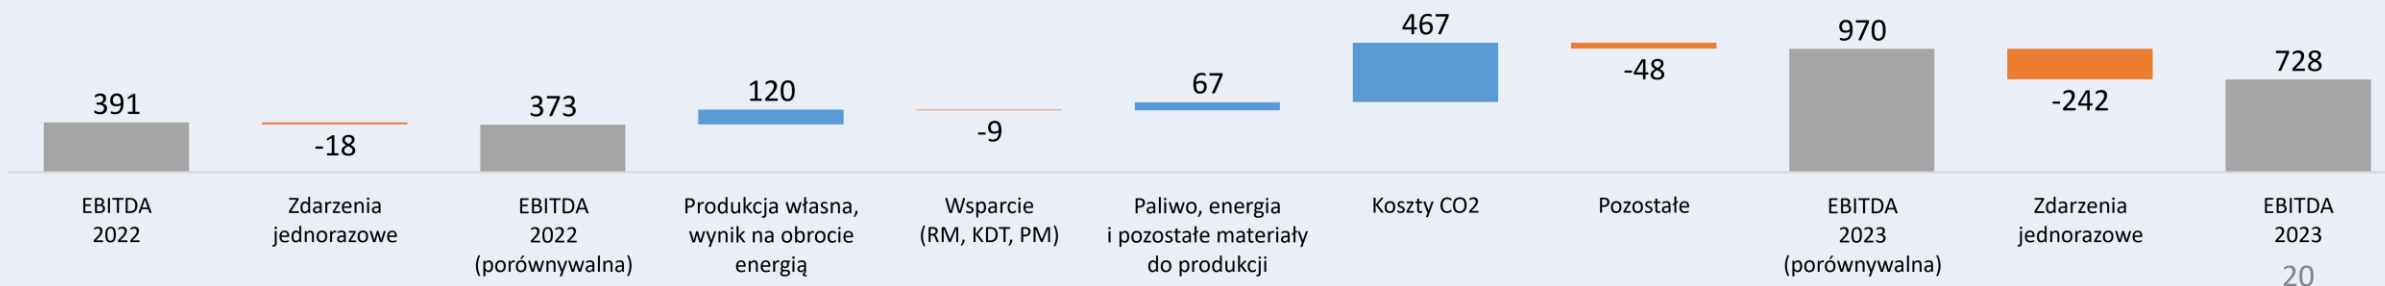 391
-18
373
120
-9
67
467
-48
970
-242
728
EBITDA
2022
Zdarzenia
jednorazowe
EBITDA
2022
(porównywalna)
Produkcja własna,
wynik na obrocie
energią
Wsparcie
(RM, KDT, PM)
Paliwo, energia
i pozostałe materiały
do produkcji
Koszty CO2
Pozostałe
EBITDA
2023
(porównywalna)
Zdarzenia
jednorazowe
EBITDA
2023
20